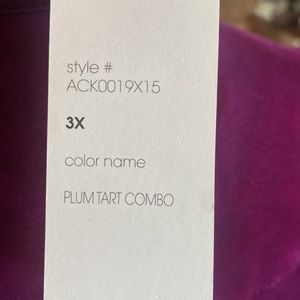 style #
ACK0019X15
3X
color name
PLUM TART COMBO